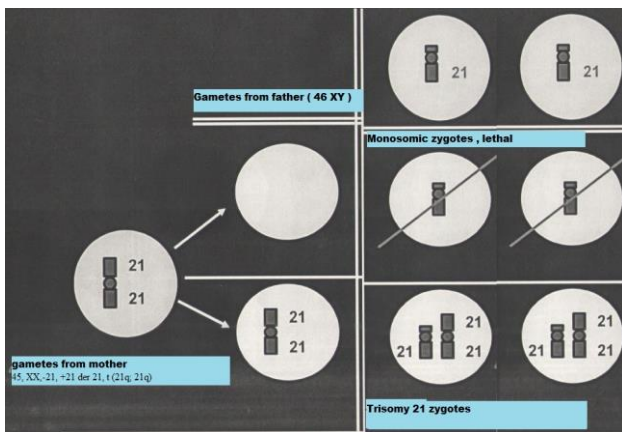 Gametes from father ( 46 XY )
21
21
Monosomic zygotes , lethal
21
21
21
21
gametes from mother
45, XX,-21, +21 der 21, t (21q; 21q)
21
21
21
21
21
21
21
Trisomy 21 zygotes